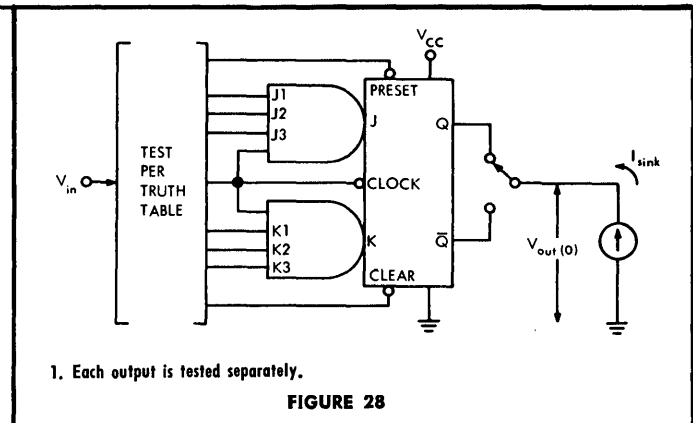 V_CC
PRESET
J1
J2
J3
J
Q
I_sink
TEST
PER
TRUTH
TABLE
V_in
CLOCK
K1
K2
K3
K
Q̅
V_out (0)
CLEAR
1. Each output is tested separately.
FIGURE 28